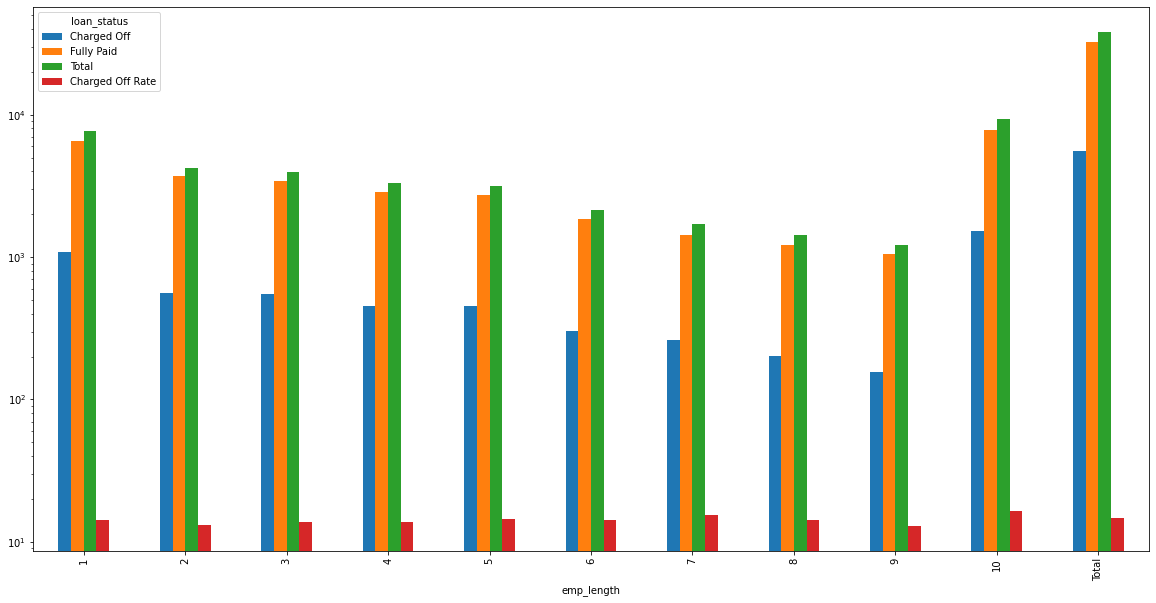 loan_status
Charged Off
Fully Paid
Total
Charged Off Rate
10⁴
10³
10²
10¹
1 2 3 4 5 6 7 8 9 10 Total
emp_length